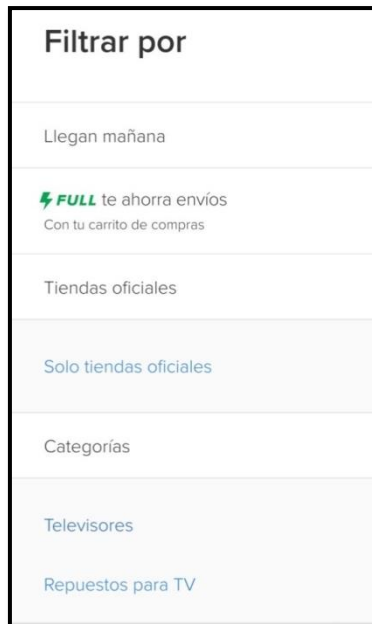 Filtrar por
Llegan mañana
FULL te ahorra envíos
Con tu carrito de compras
Tiendas oficiales
Solo tiendas oficiales
Categorías
Televisores
Repuestos para TV